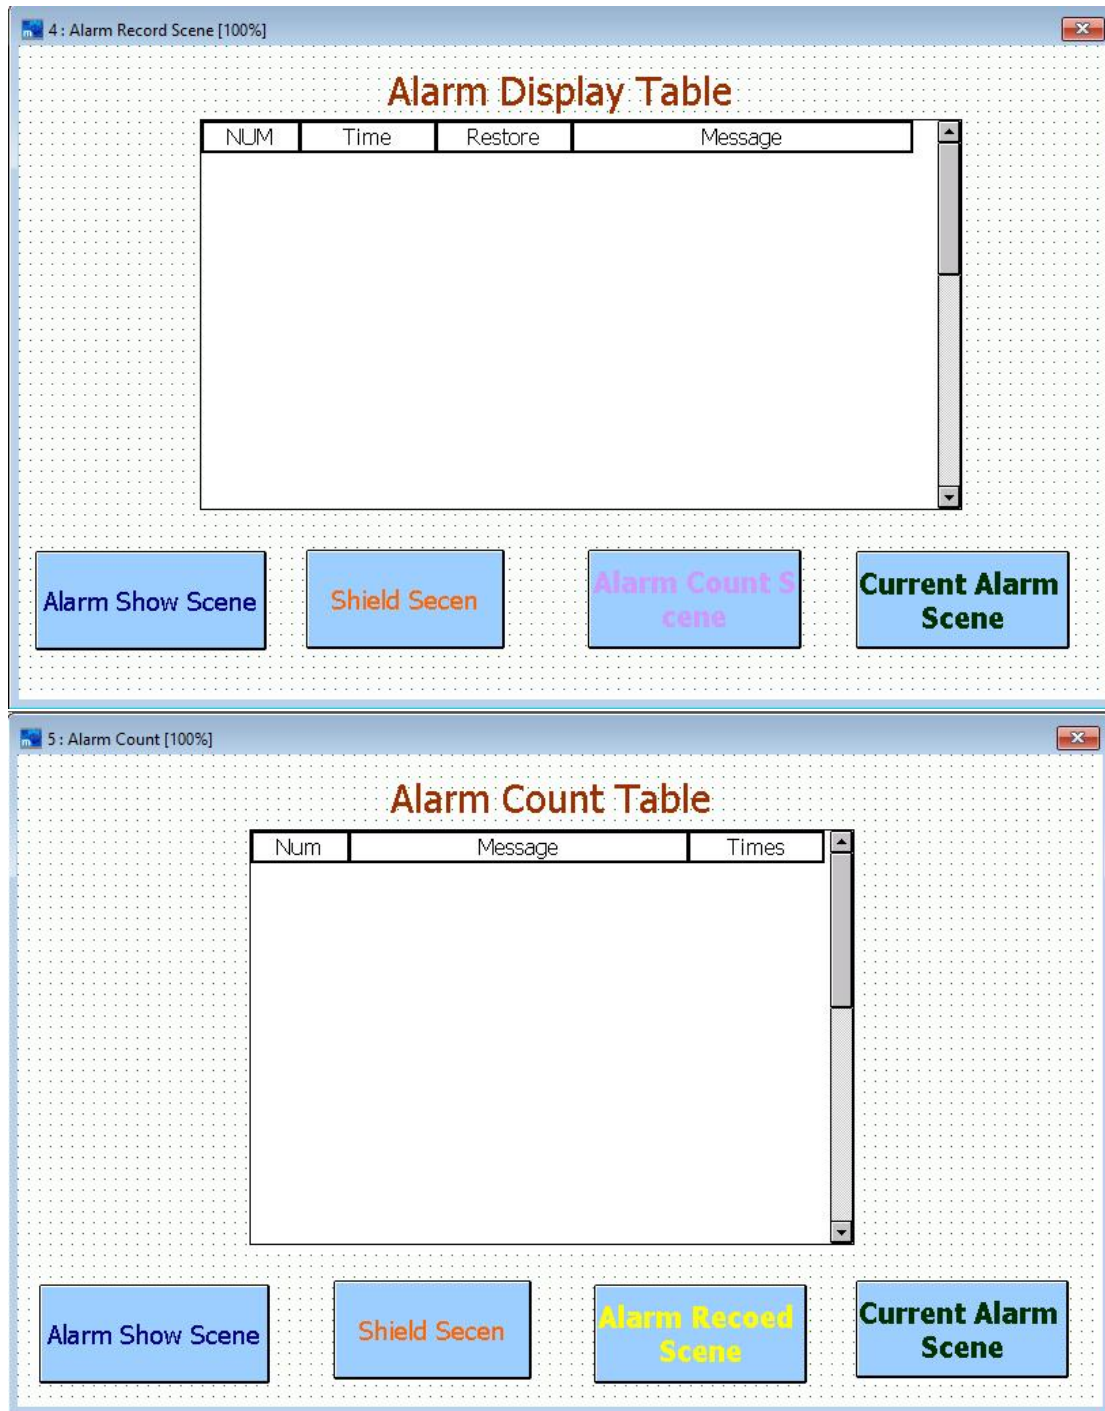 4 : Alarm Record Scene [100%]
Alarm Display Table
NUM Time Restore Message
Alarm Show Scene
Shield Secen
Alarm Count S
cene
Current Alarm
Scene
5 : Alarm Count [100%]
Alarm Count Table
Num Message Times
Alarm Show Scene
Shield Secen
Alarm Recoed
Scene
Current Alarm
Scene